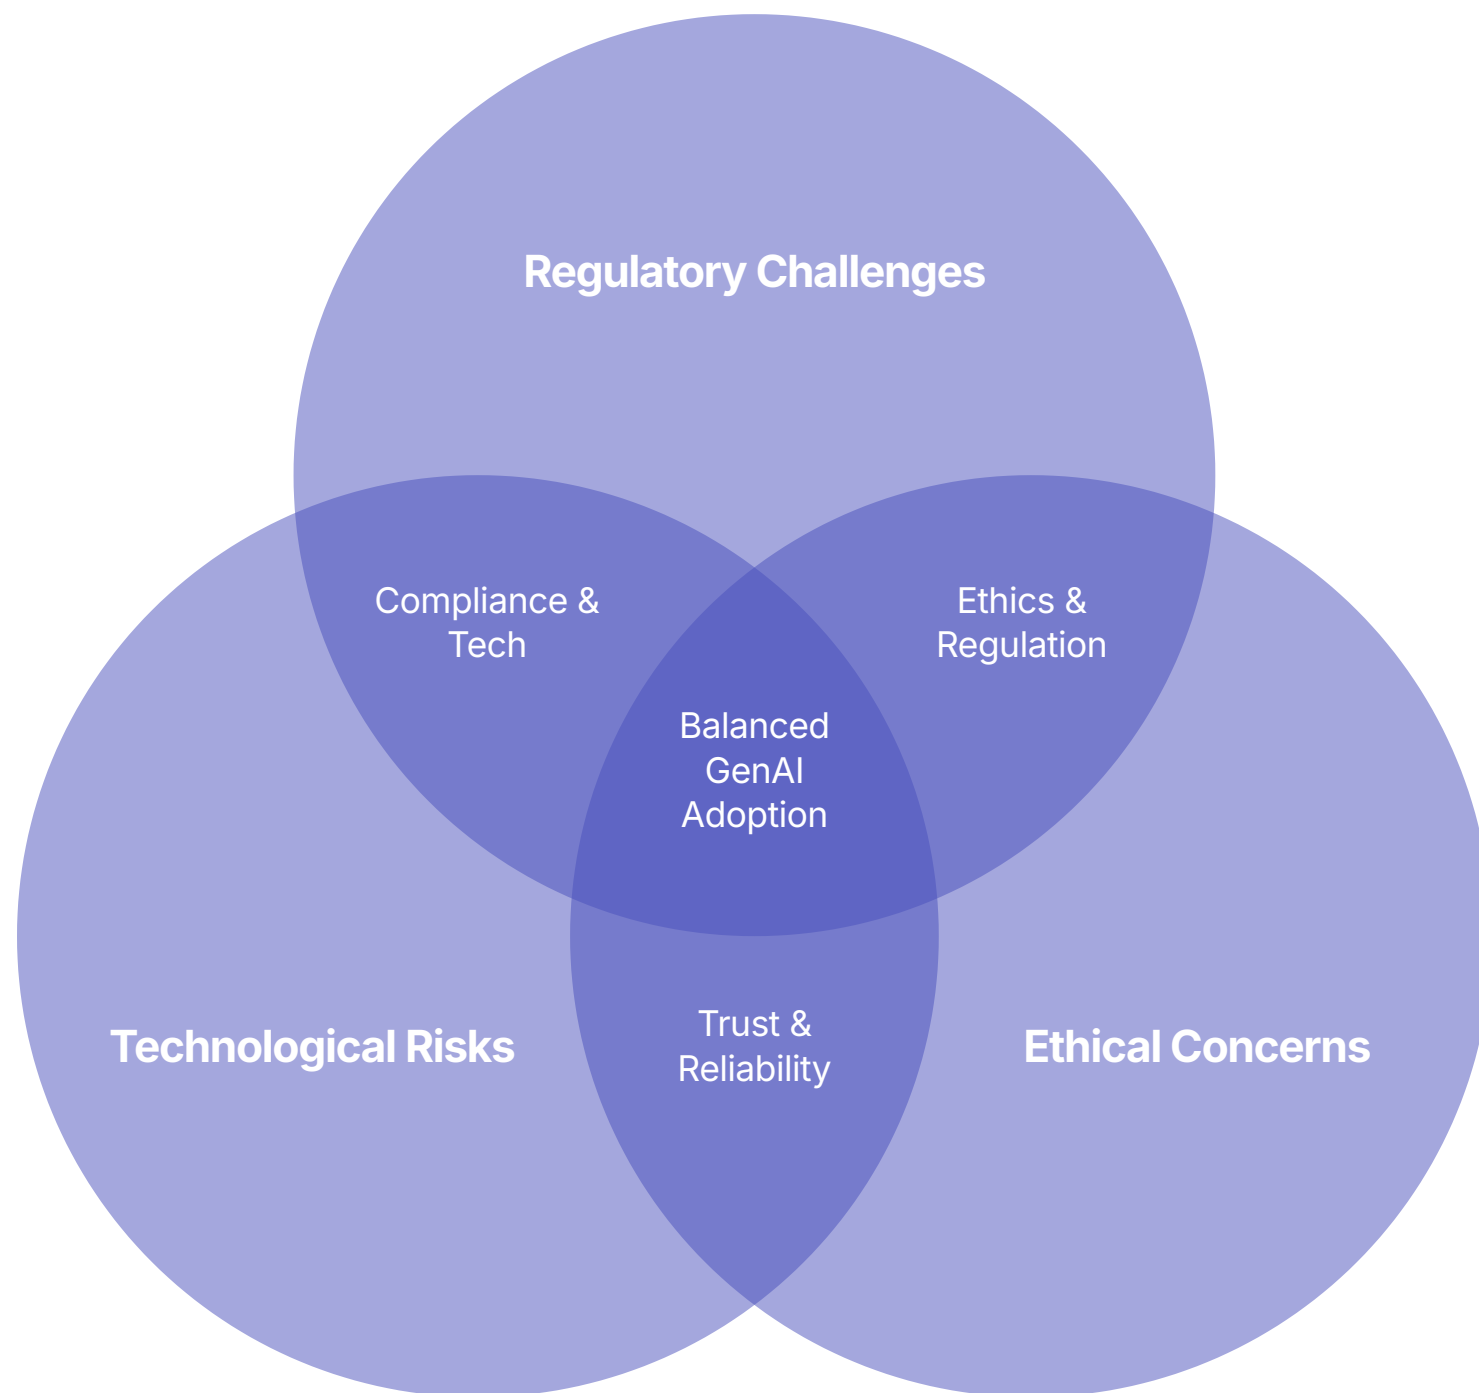 Regulatory Challenges
Compliance &
Tech
Ethics &
Regulation
Balanced
GenAI
Adoption
Technological Risks
Trust &
Reliability
Ethical Concerns